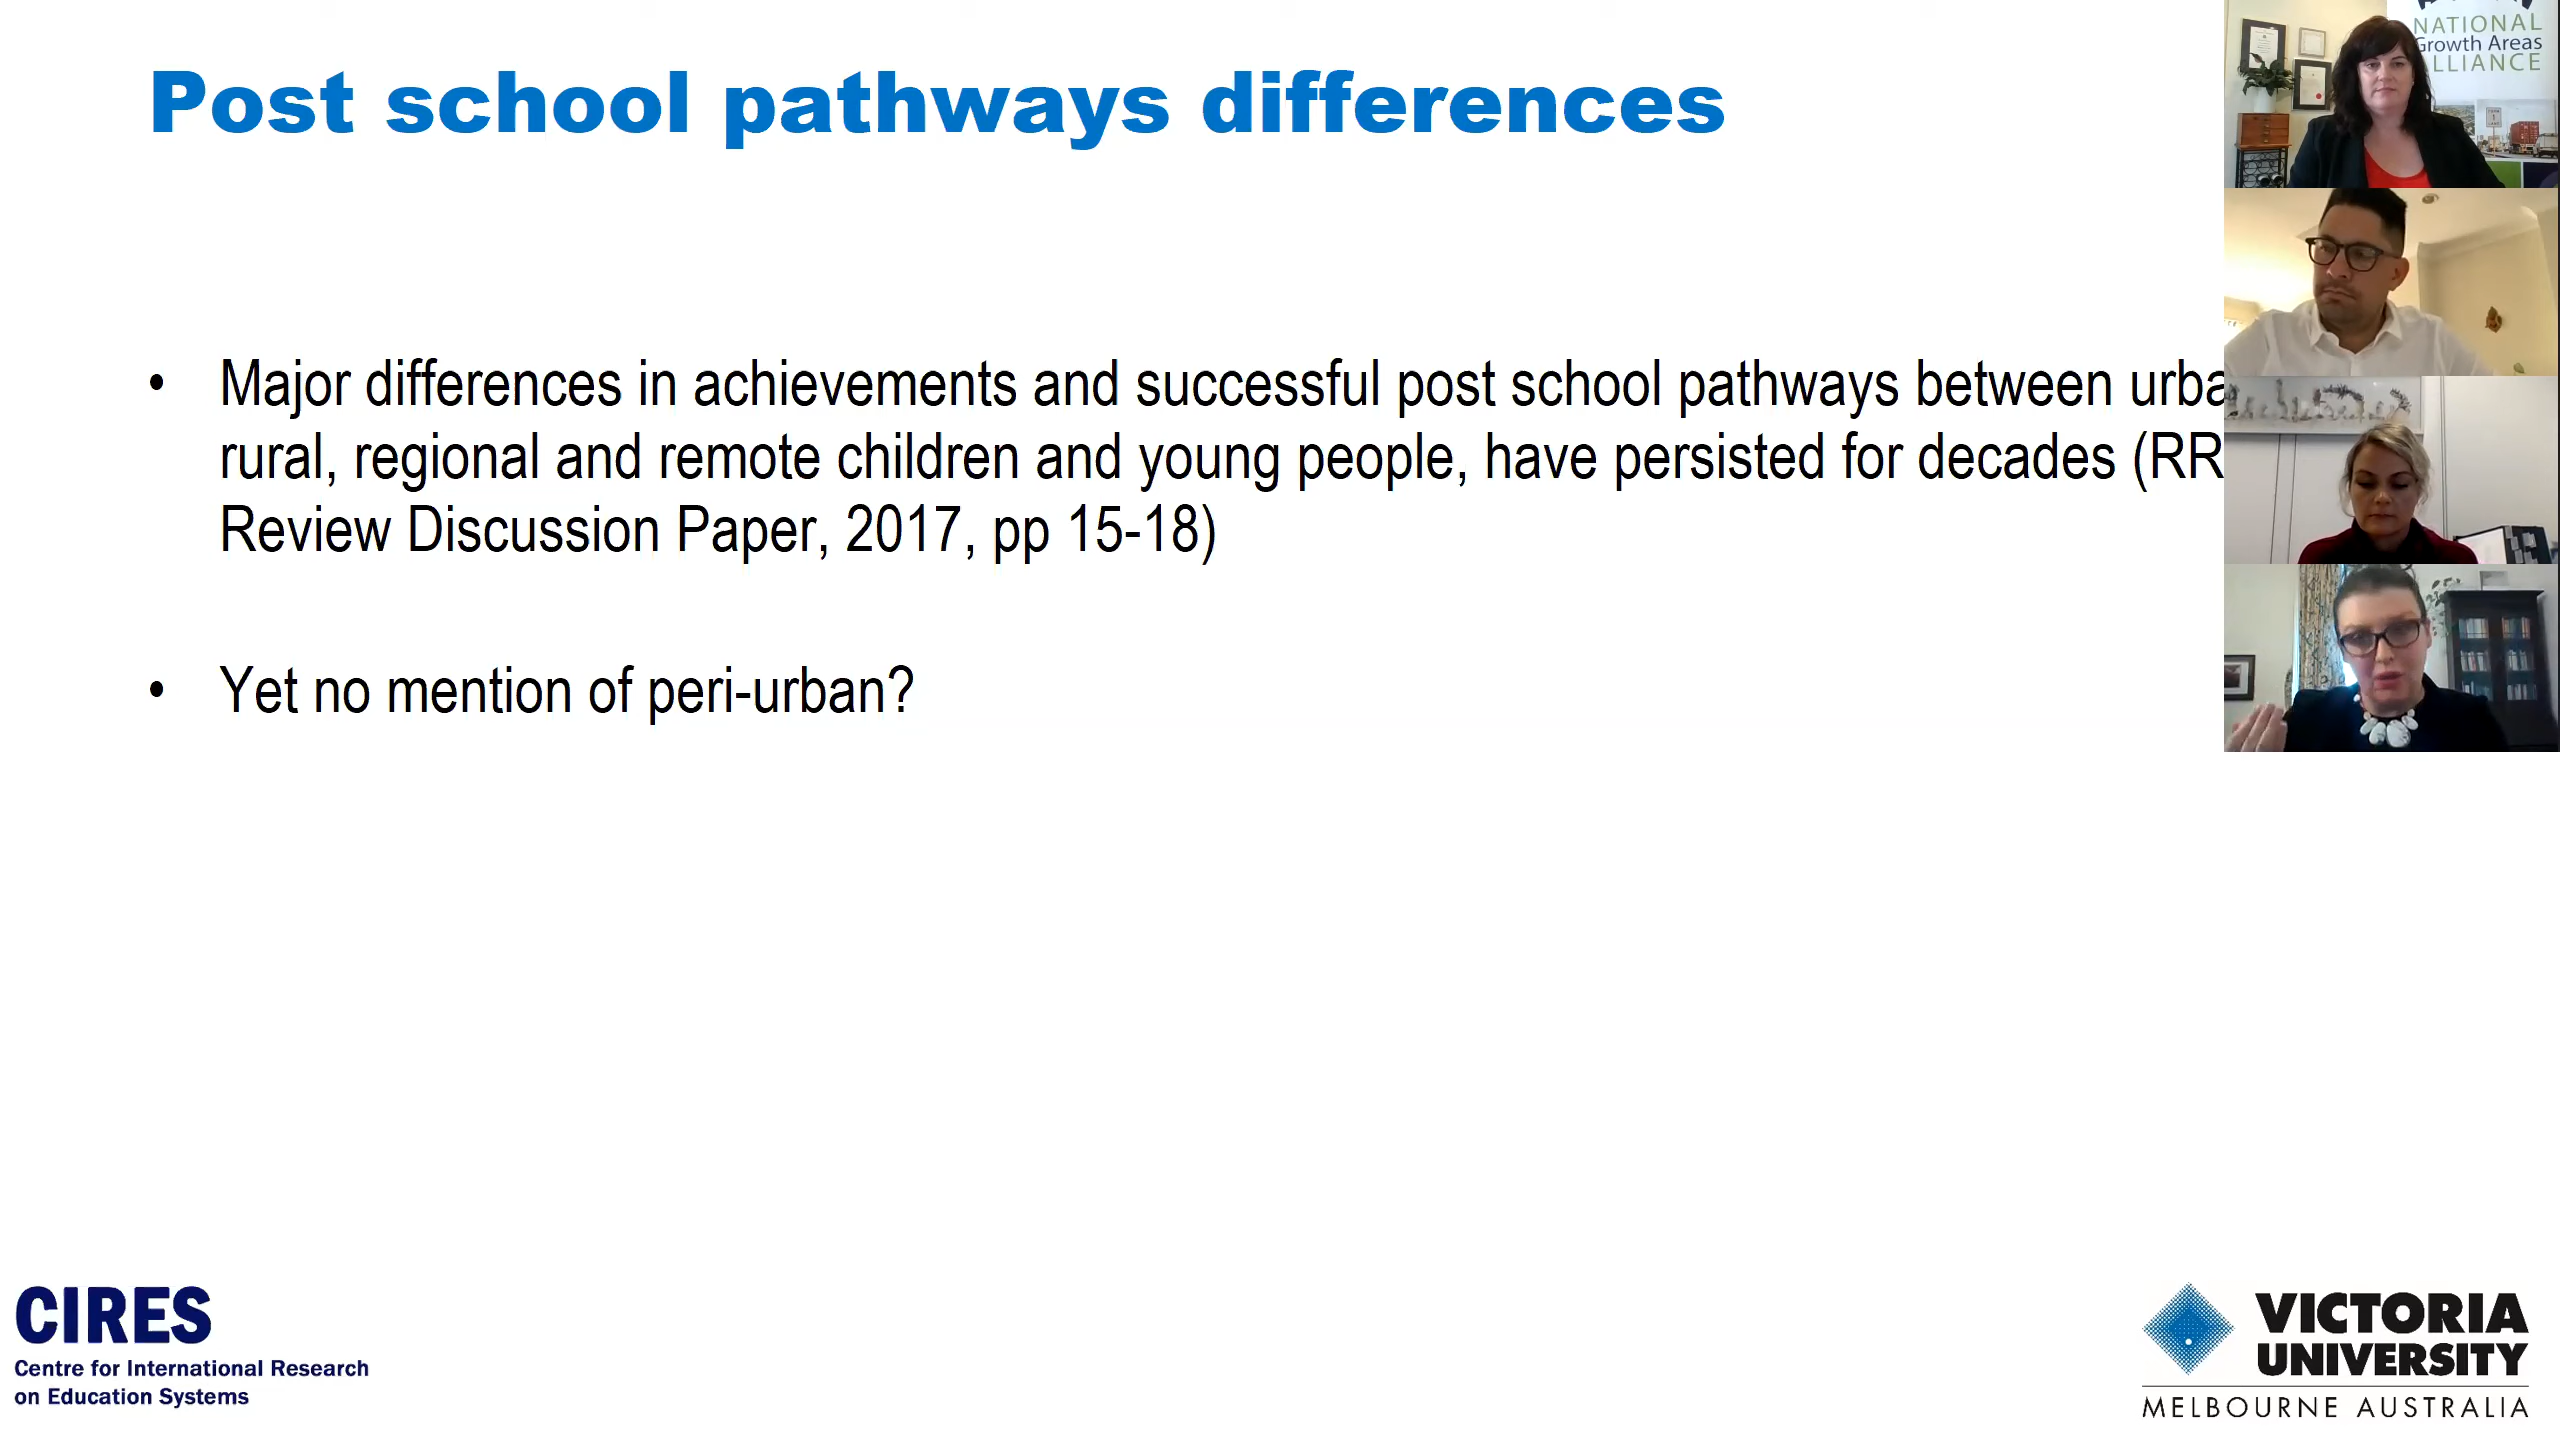 Post school pathways differences
NATIONAL
Growth Areas
ALLIANCE
• Major differences in achievements and successful post school pathways between
rural, regional and remote children and young people, have persisted for decades
Review Discussion Paper, 2017, pp 15-18)
• Yet no mention of peri-urban?
CIRES
Centre for International Research
on Education Systems
VICTORIA
UNIVERSITY
MELBOURNE AUSTRALIA